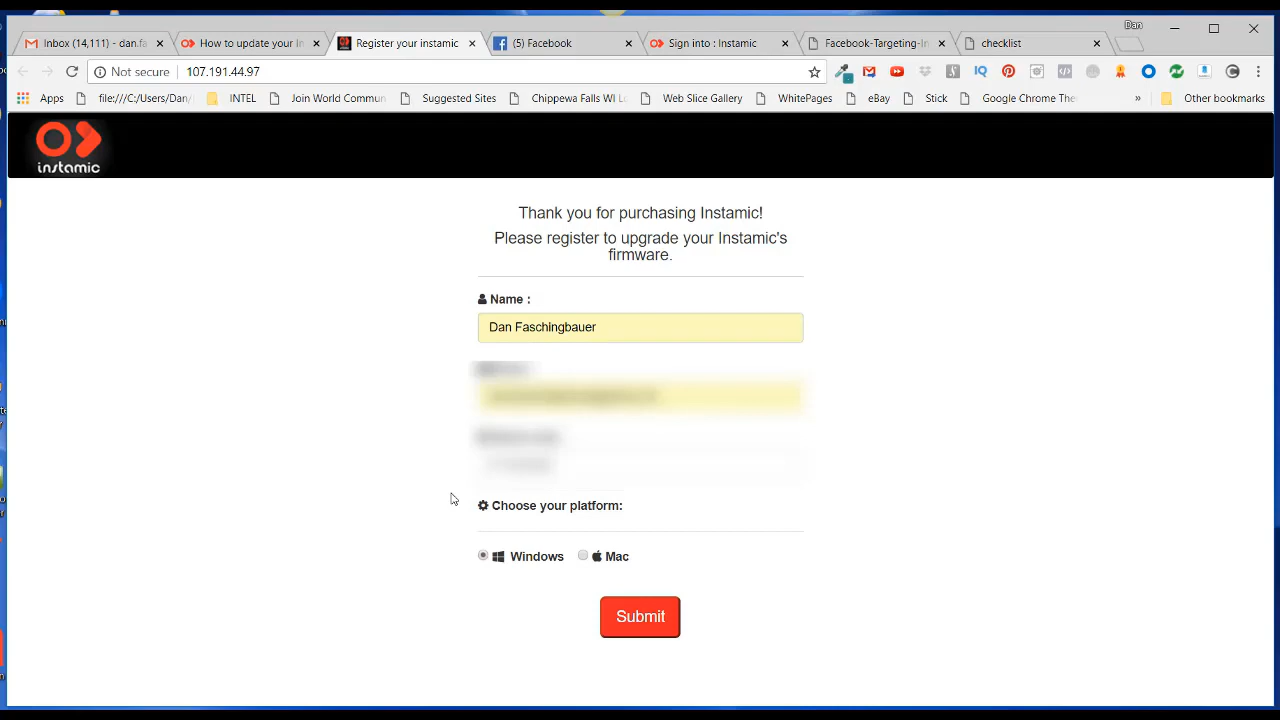 Dan
Inbox (14,111) - dan.fa
How to update your In
Register your instamic
(5) Facebook
Sign into : Instamic
Facebook-Targeting-In
checklist
Not secure 107.191.44.97
Apps
file:///C:/Users/Dan/
INTEL
Join World Commun
Suggested Sites
Chippewa Falls WI Lo
Web Slice Gallery
WhitePages
eBay
Stick
Google Chrome The
»
Other bookmarks
instamic
Thank you for purchasing Instamic!
Please register to upgrade your Instamic's
firmware.
Name :
Dan Faschingbauer
Choose your platform:
Windows Mac
Submit